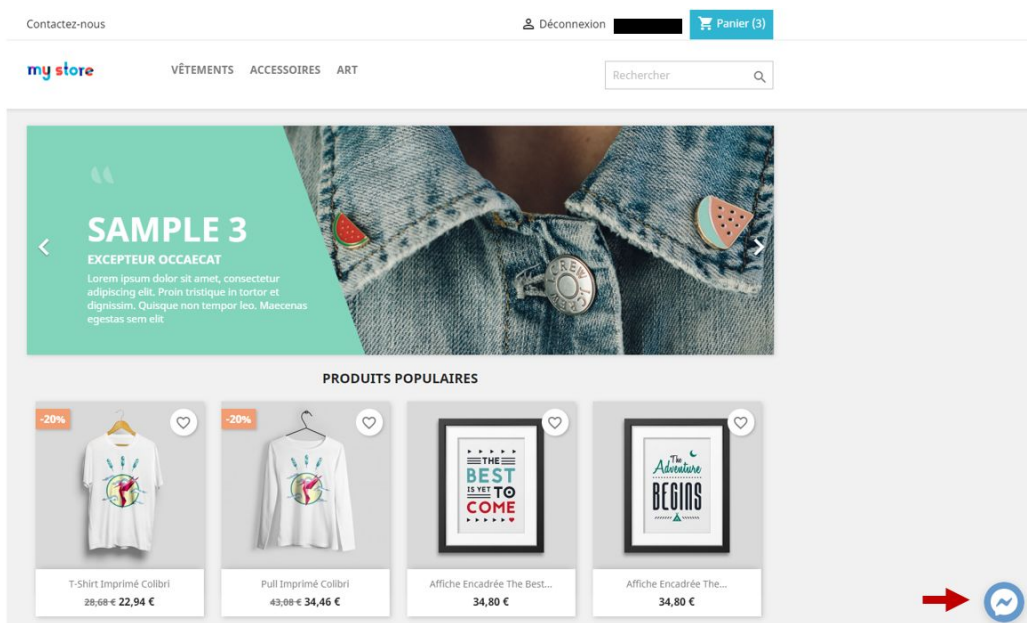 Contactez-nous
Déconnexion
Panier (3)
my store
VÊTEMENTS ACCESSOIRES ART
Rechercher
SAMPLE 3
EXCEPTEUR OCCAECAT
Lorem ipsum dolor sit amet, consectetur
adipiscing elit. Proin tristique in tortor et
dignissim. Quisque non tempor leo. Maecenas
egestas sem elit
CREW
PRODUITS POPULAIRES
-20%
-20%
THE
BEST
IS YET TO
COME
The
Adventure
BEGINS
T-Shirt Imprimé Colibri
28,68 € 22,94 €
Pull Imprimé Colibri
43,08 € 34,46 €
Affiche Encadrée The Best...
34,80 €
Affiche Encadrée The...
34,80 €